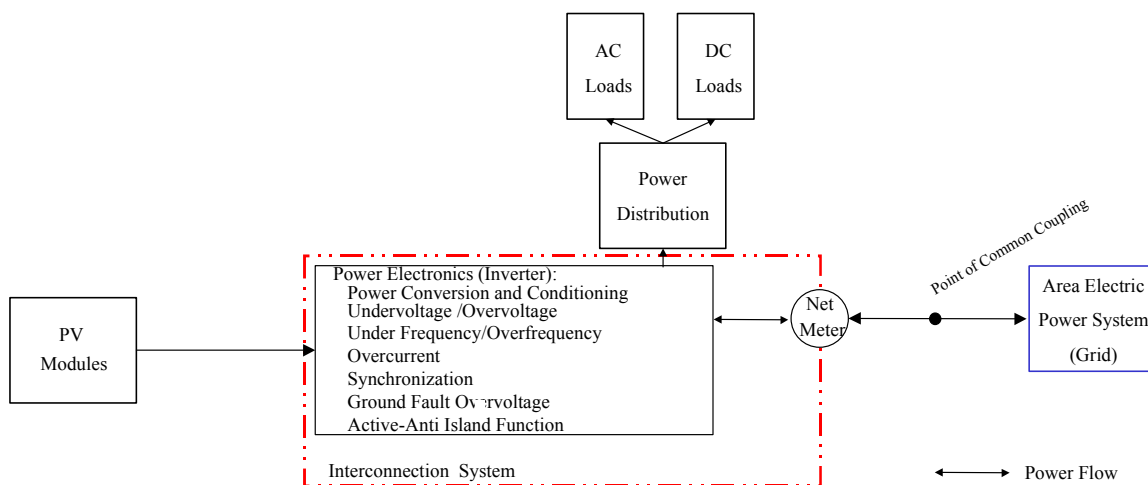 AC
Loads
DC
Loads
Power
Distribution
Point of Common Coupling
Power Electronics (Inverter):
Power Conversion and Conditioning
Undervoltage /Overvoltage
Under Frequency/Overfrequency
Overcurrent
Synchronization
Ground Fault Overvoltage
Active-Anti Island Function
PV
Modules
Net
Meter
Area Electric
Power System
(Grid)
Interconnection System
Power Flow